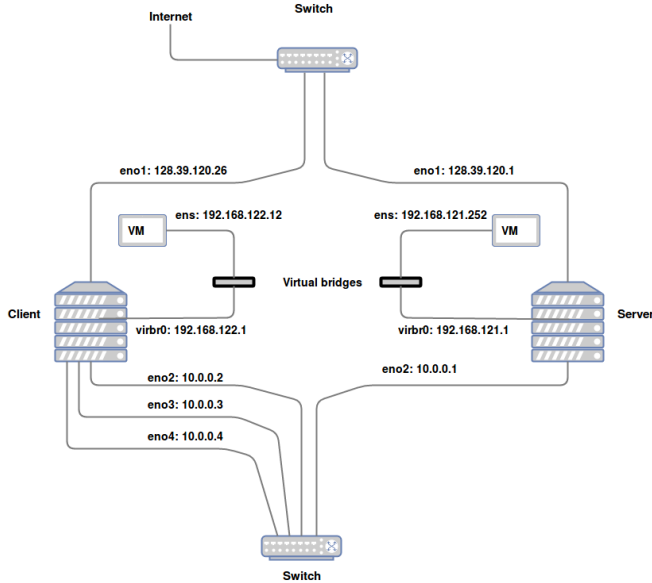 Switch
Internet
eno1: 128.39.120.26
eno1: 128.39.120.1
ens: 192.168.122.12
ens: 192.168.121.252
VM
VM
Virtual bridges
Client
Server
virbr0: 192.168.122.1
virbr0: 192.168.121.1
eno2: 10.0.0.2
eno2: 10.0.0.1
eno3: 10.0.0.3
eno4: 10.0.0.4
Switch